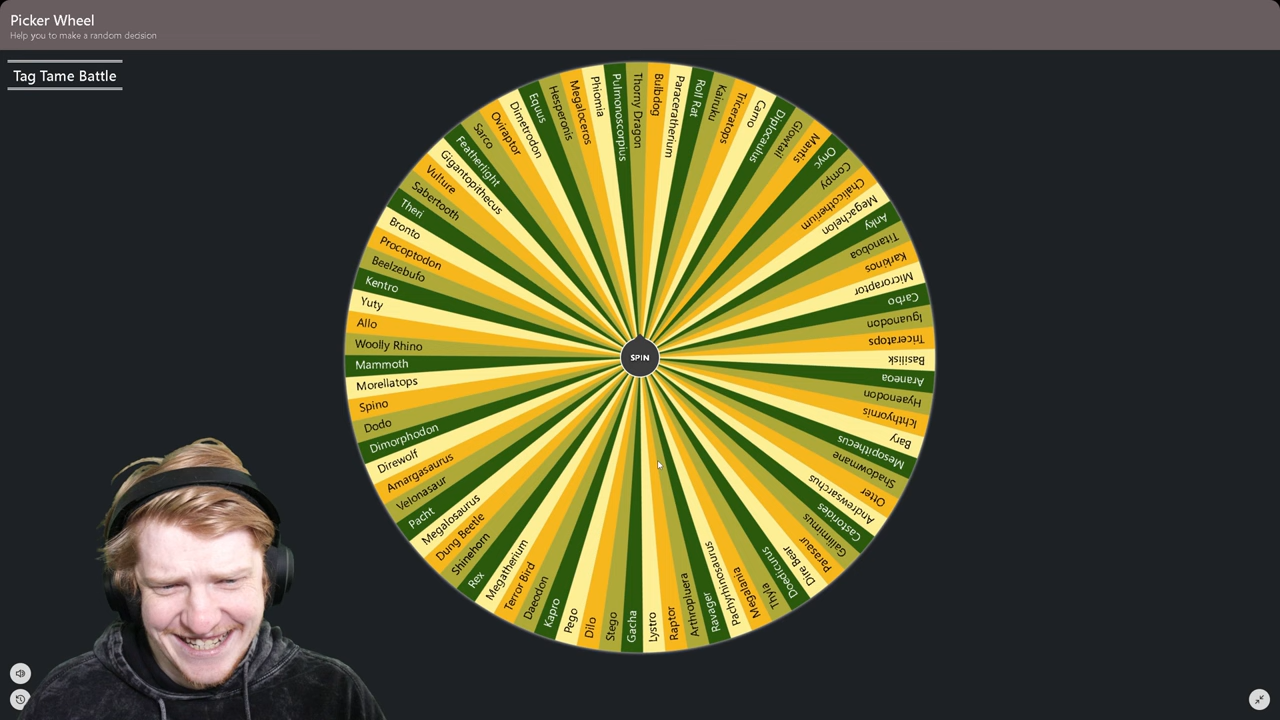 Picker Wheel
Help you to make a random decision
Tag Tame Battle
Thorny Dragon
Bulbdog
Paraceratherium
Roll Rat
Kairuku
Triceratops
Carno
Diplocaulus
Glowtail
Mantis
Onyc
Compy
Chalicotherium
Megachelon
Anky
Titanoboa
Karkinos
Microraptor
Carbo
Iguanodon
Triceratops
Basilisk
Araneoa
Hyaenodon
Ichthyornis
Bary
Mesopithecus
Shadowmane
Otter
Andrewsarchus
Castorides
Gallimimus
Parasaur
Dire Bear
Doedicurus
Thyla
Megalania
Pachyrhinosaurus
Ravager
Arthropluera
Raptor
Lystro
Gacha
Stego
Dilo
Pego
Kapro
Daeodon
Terror Bird
Megatherium
Rex
Shinehorn
Dung Beetle
Megalosaurus
Pacht
Velonasaur
Amargasaurus
Direwolf
Dimorphodon
Dodo
Spino
Morellatops
Mammoth
Woolly Rhino
Allo
Yuty
Kentro
Beelzebufo
Procoptodon
Bronto
Theri
Sabertooth
Vulture
Gigantopithecus
Featherlight
Sarco
Oviraptor
Dimetrodon
Equus
Hesperonis
Megaloceros
Phiomia
Pulmonoscorpius
SPIN